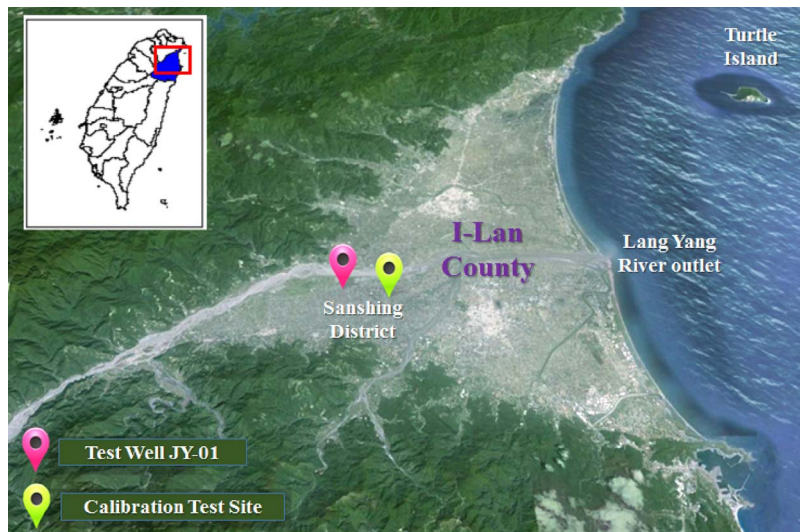 Turtle
Island
I-Lan
County
Lang Yang
River outlet
Sanshing
District
Test Well JY-01
Calibration Test Site